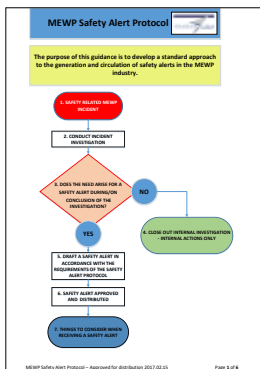 MEWP Safety Alert Protocol
The purpose of this guidance is to develop a standard approach
to the generation and circulation of safety alerts in the MEWP
industry.
1. SAFETY RELATED MEWP
INCIDENT
2. CONDUCT INCIDENT
INVESTIGATION
3. DOES THE NEED ARISE FOR A
SAFETY ALERT DURING/ON
CONCLUSION OF THE
INVESTIGATION?
NO
YES
4. CLOSE OUT INTERNAL INVESTIGATION
- INTERNAL ACTIONS ONLY
5. DRAFT A SAFETY ALERT IN
ACCORDANCE WITH THE
REQUIREMENTS OF THE SAFETY
ALERT PROTOCOL
6. SAFETY ALERT APPROVED
AND DISTRIBUTED
7. THINGS TO CONSIDER WHEN
RECEIVING A SAFETY ALERT
MEWP Safety Alert Protocol – Approved for distribution 2017.02.15
Page 1 of 6